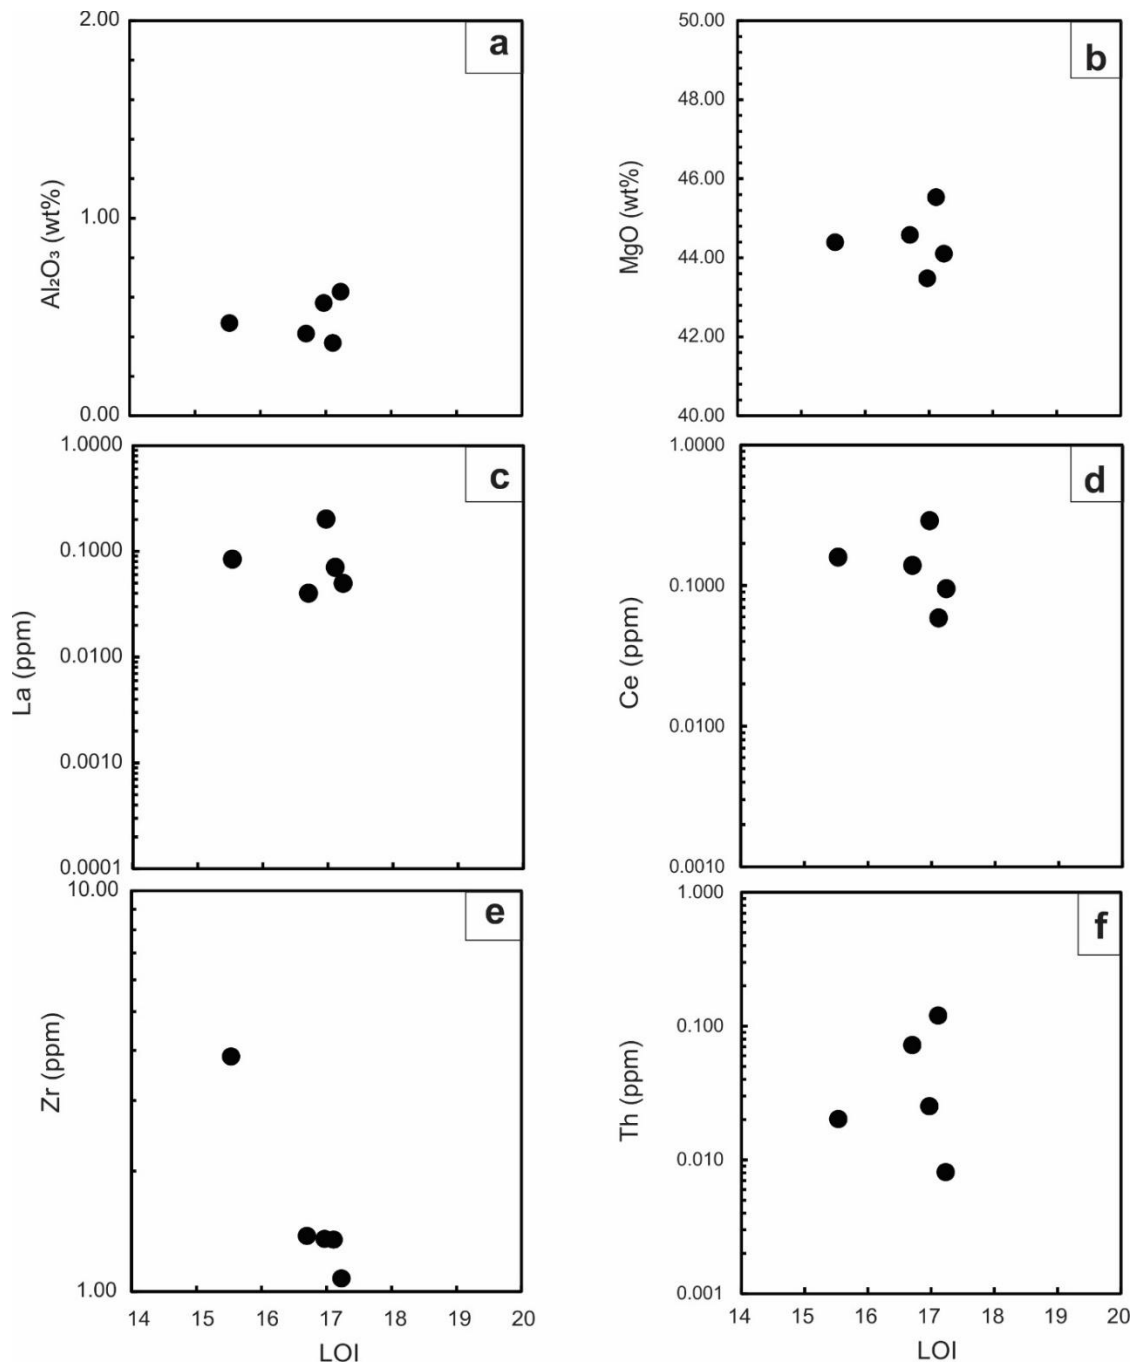 2.00
a
Al₂O₃ (wt%)
1.00
0.00
50.00
b
48.00
46.00
MgO (wt%)
44.00
42.00
40.00
1.0000
c
0.1000
La (ppm)
0.0100
0.0010
0.0001
1.0000
d
0.1000
Ce (ppm)
0.0100
0.0010
10.00
e
Zr (ppm)
1.00
14 15 16 17 18 19 20
LOI
1.000
f
0.100
Th (ppm)
0.010
0.001
14 15 16 17 18 19 20
LOI